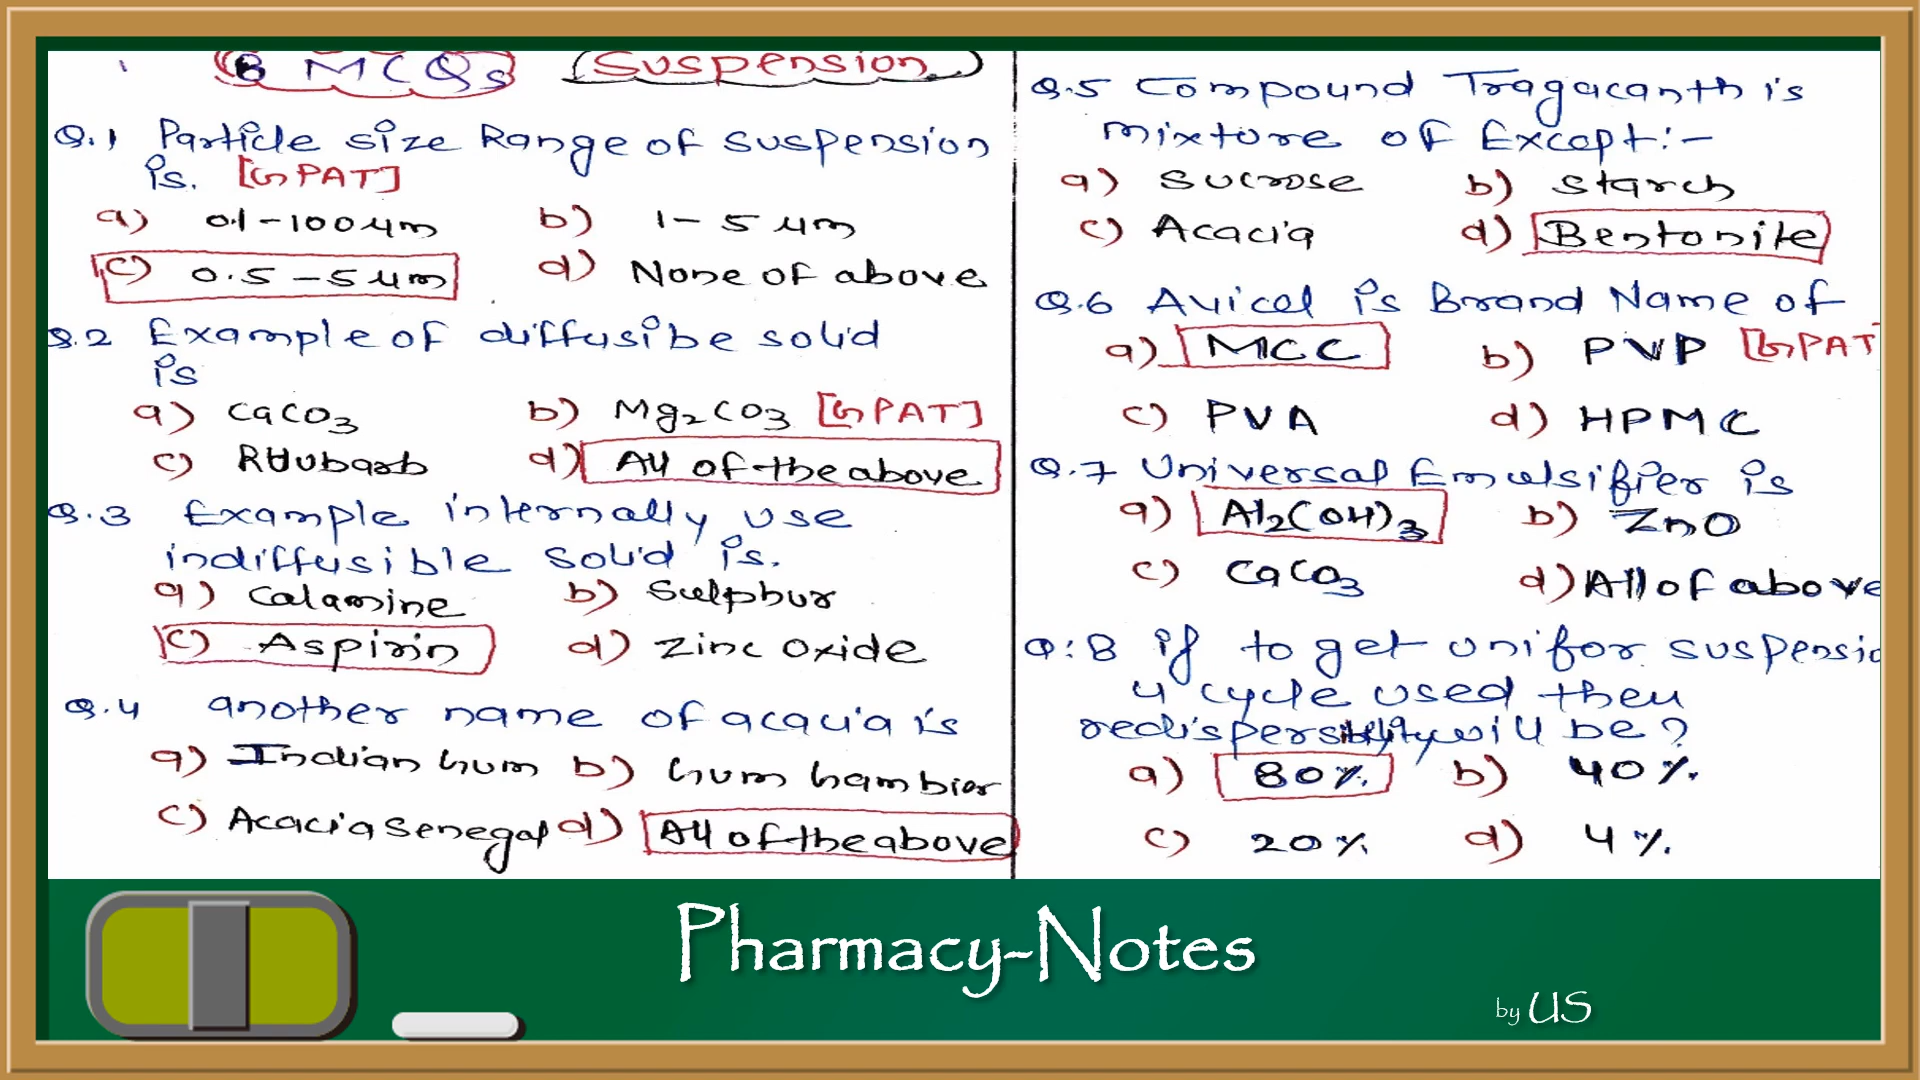 8 MCQs Suspension
Q.1 Particle size Range of suspension
is. [GPAT]
a) 0.1-100 μm b) 1-5 μm
c) 0.5-5 μm d) None of above
Q.2 Example of diffusibe solid
is
a) CaCO3 b) Mg2CO3 [GPAT]
c) Rhubarb d) All of the above
Q.3 Example internally use
indiffusible solid is.
a) Calamine b) Sulphur
c) Aspirin d) Zinc oxide
Q.4 another name of acacia is
a) Indian Gum b) Gum Gambier
c) Acacia Senegal d) All of the above
Q.5 Compound Tragacanth is
mixture of Except:-
a) Sucrose b) Starch
c) Acacia d) Bentonite
Q.6 Avicel is Brand Name of
a) MCC b) PVP [GPAT
c) PVA d) HPMC
Q.7 Universal Emulsifier is
a) Al2(OH)3 b) ZnO
c) CaCO3 d) All of above
Q:8 if to get unifor suspensio
4 cycle used then
redispersibility will be?
a) 80% b) 40%.
c) 20% d) 4%.
Pharmacy-Notes
by US